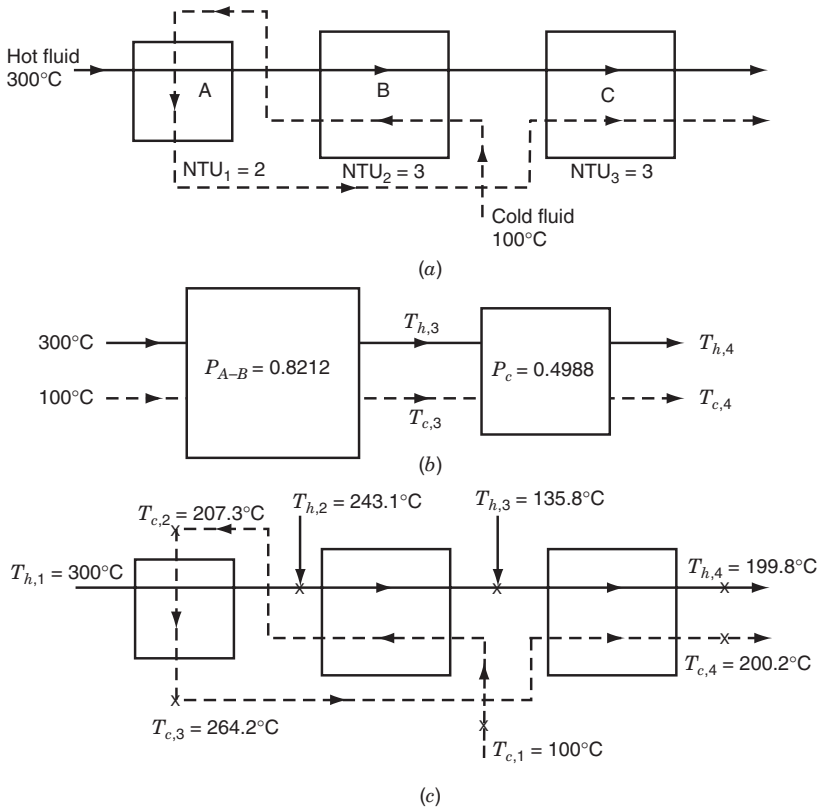 Hot fluid
300°C
A
B
C
NTU₁ = 2
NTU₂ = 3
NTU₃ = 3
Cold fluid
100°C
(a)
300°C
100°C
P_{A–B} = 0.8212
T_{h,3}
T_{c,3}
P_c = 0.4988
T_{h,4}
T_{c,4}
(b)
T_{h,1} = 300°C
T_{c,2} = 207.3°C
T_{h,2} = 243.1°C
T_{h,3} = 135.8°C
T_{h,4} = 199.8°C
x
x
x
x
x
x
x
T_{c,4} = 200.2°C
T_{c,3} = 264.2°C
T_{c,1} = 100°C
(c)